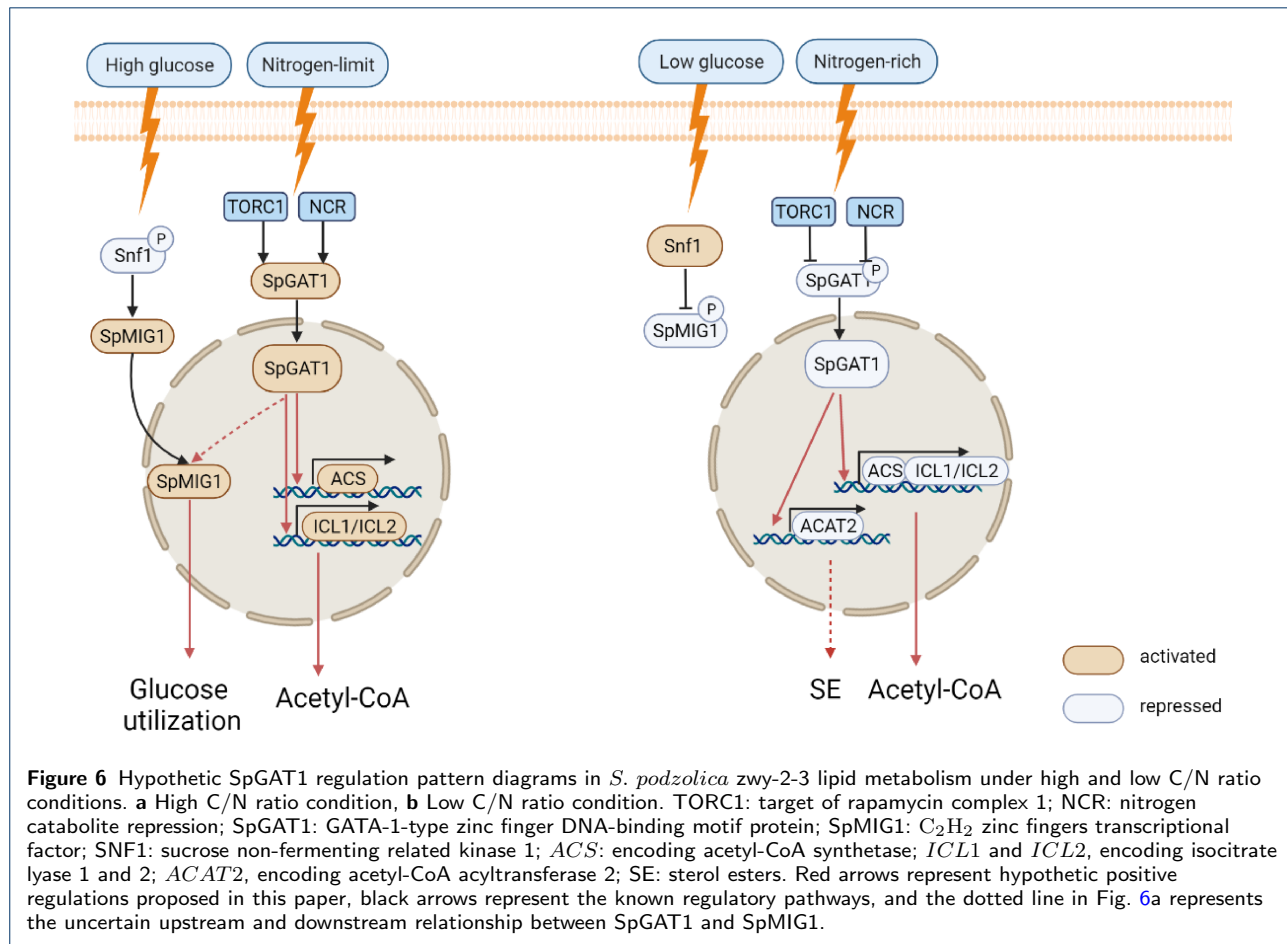 High glucose
Nitrogen-limit
TORC1
NCR
Snf1
P
SpGAT1
SpMIG1
SpGAT1
SpMIG1
ACS
ICL1/ICL2
Glucose
utilization
Acetyl-CoA
Low glucose
Nitrogen-rich
TORC1
NCR
Snf1
SpGAT1
P
SpMIG1
P
SpGAT1
ACS
ICL1/ICL2
ACAT2
SE
Acetyl-CoA
activated
repressed
Figure 6 Hypothetic SpGAT1 regulation pattern diagrams in S. podzolica zwy-2-3 lipid metabolism under high and low C/N ratio
conditions. a High C/N ratio condition, b Low C/N ratio condition. TORC1: target of rapamycin complex 1; NCR: nitrogen
catabolite repression; SpGAT1: GATA-1-type zinc finger DNA-binding motif protein; SpMIG1: C₂H₂ zinc fingers transcriptional
factor; SNF1: sucrose non-fermenting related kinase 1; ACS: encoding acetyl-CoA synthetase; ICL1 and ICL2, encoding isocitrate
lyase 1 and 2; ACAT2, encoding acetyl-CoA acyltransferase 2; SE: sterol esters. Red arrows represent hypothetic positive
regulations proposed in this paper, black arrows represent the known regulatory pathways, and the dotted line in Fig. 6a represents
the uncertain upstream and downstream relationship between SpGAT1 and SpMIG1.